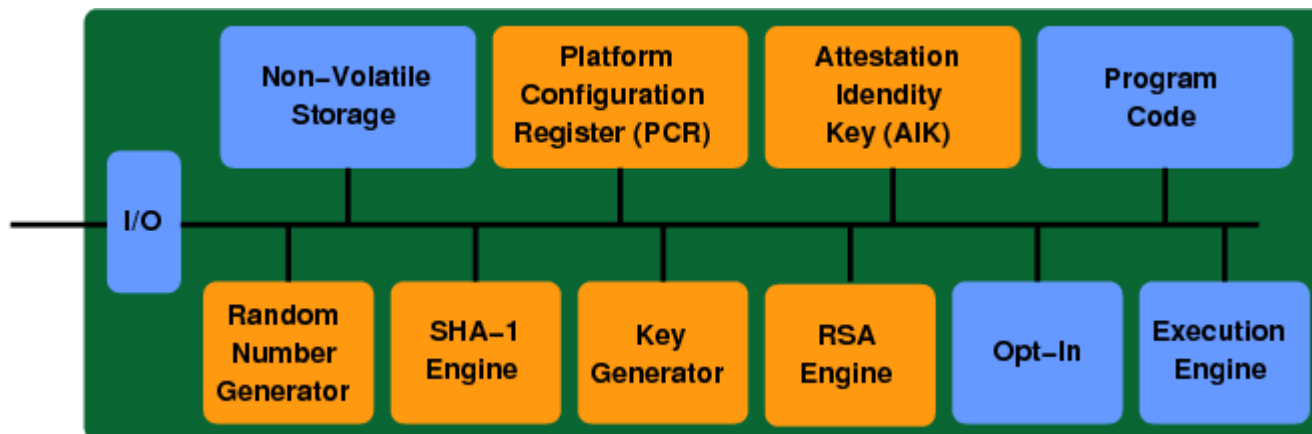 Non-Volatile
Storage
Platform
Configuration
Register (PCR)
Attestation
Idendity
Key (AIK)
Program
Code
I/O
Random
Number
Generator
SHA-1
Engine
Key
Generator
RSA
Engine
Opt-In
Execution
Engine